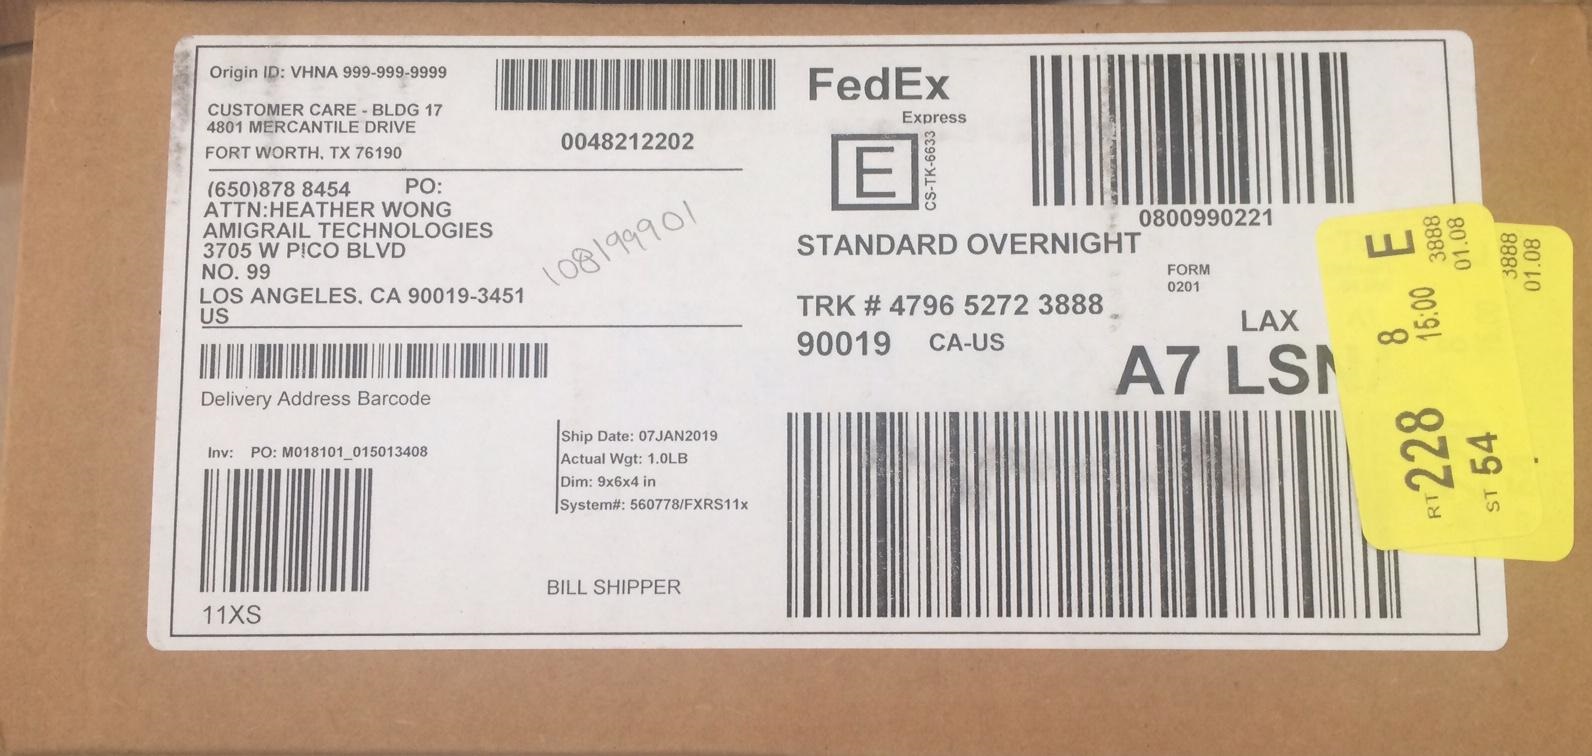 Origin ID: VHNA 999-999-9999
CUSTOMER CARE - BLDG 17
4801 MERCANTILE DRIVE
FORT WORTH, TX 76190
0048212202
(650)878 8454 PO:
ATTN:HEATHER WONG
AMIGRAIL TECHNOLOGIES
3705 W PICO BLVD
NO. 99
LOS ANGELES, CA 90019-3451
US
108199901
Delivery Address Barcode
Inv: PO: M018101_015013408
11XS
Ship Date: 07JAN2019
Actual Wgt: 1.0LB
Dim: 9x6x4 in
System#: 560778/FXRS11x
BILL SHIPPER
FedEx
Express
E
CS-TK-6633
0800990221
STANDARD OVERNIGHT
FORM
0201
TRK # 4796 5272 3888
90019 CA-US
LAX
A7 LSN
RT 228 8 E
15:00 3888
ST 54 01.08
3888
01.08